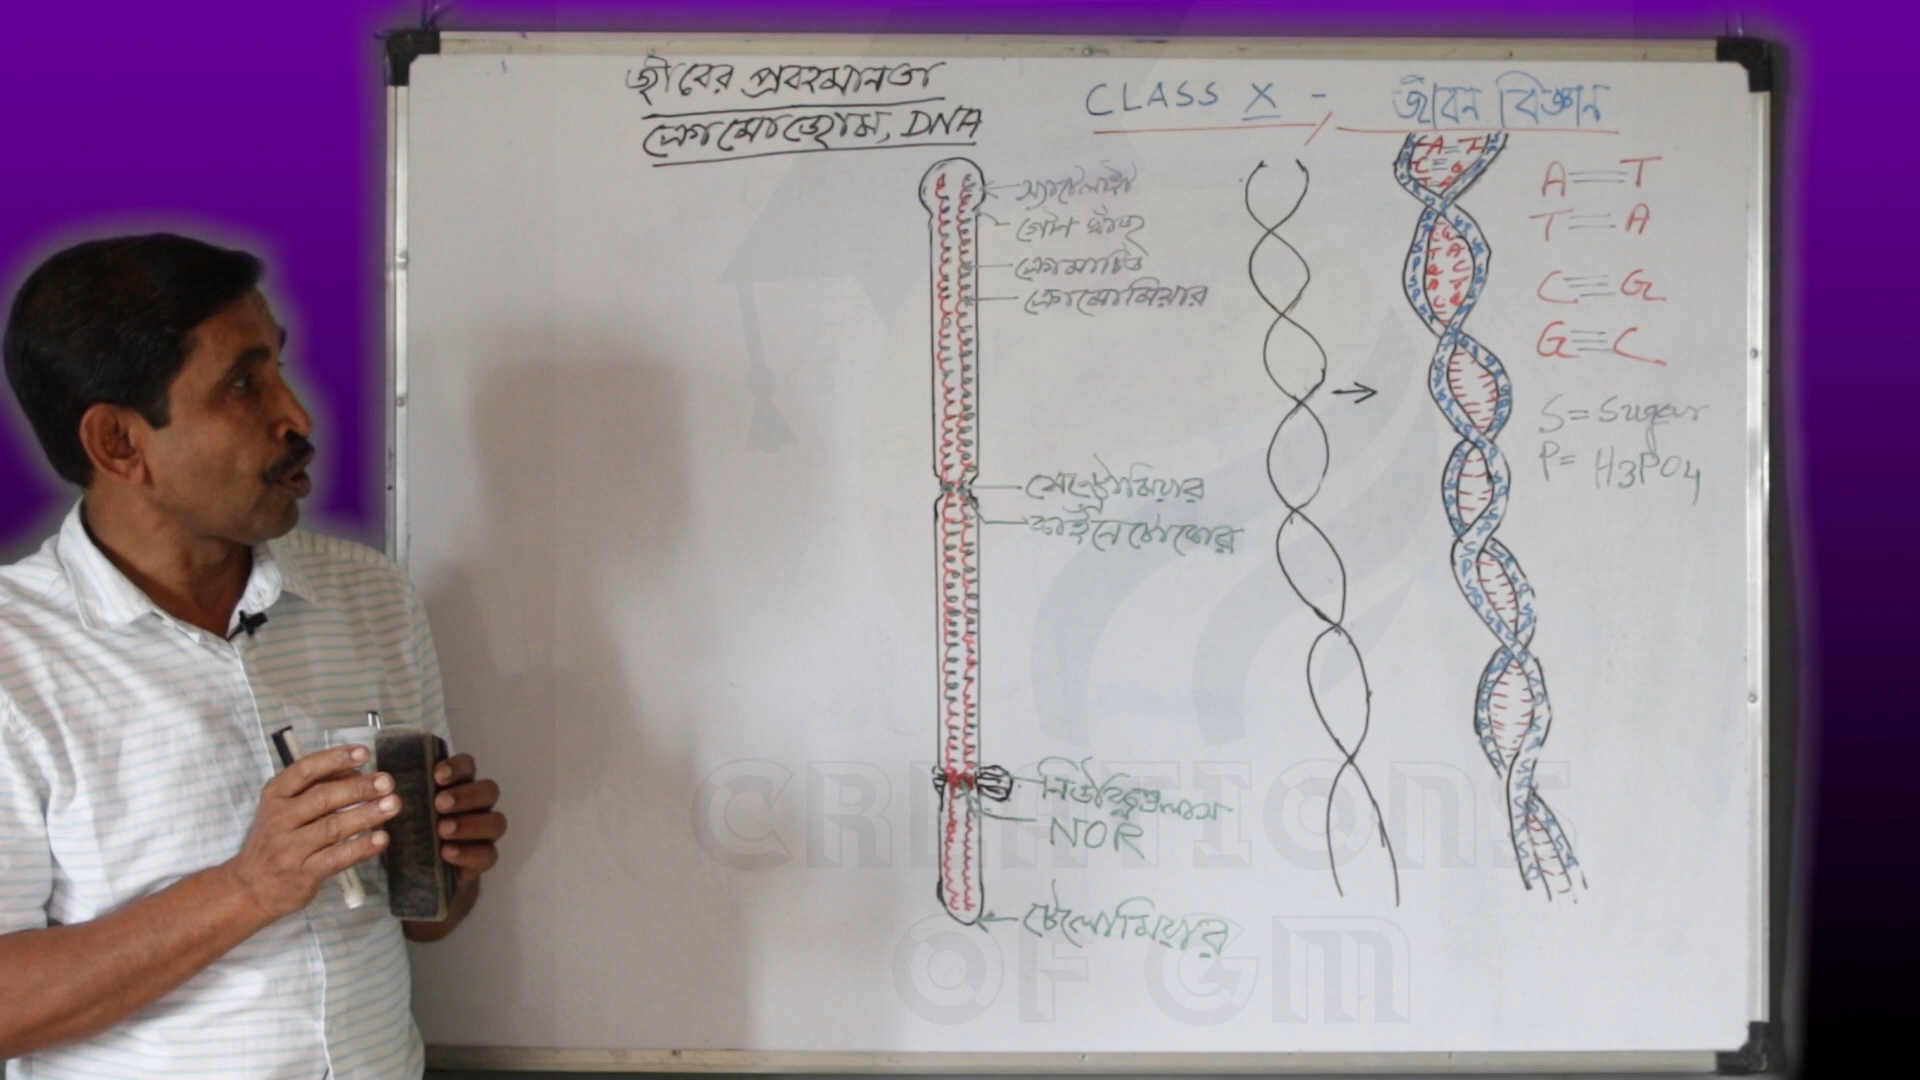 জীবের প্রবহমানতা
ক্রোমোজোম, DNA
CLASS X - জীবন বিজ্ঞান
স্যাটেলাইট
গৌণ খাঁজ
ক্রোমাটিড
ক্রোমোমিয়ার
সেন্ট্রোমিয়ার
কাইনেটোকোর
নিউক্লিওলাস
NOR
টেলোমিয়ার
A=T
T=A
C≡G
G≡C
S= Sugar
P= H3PO4
CREATIONS
OF GM